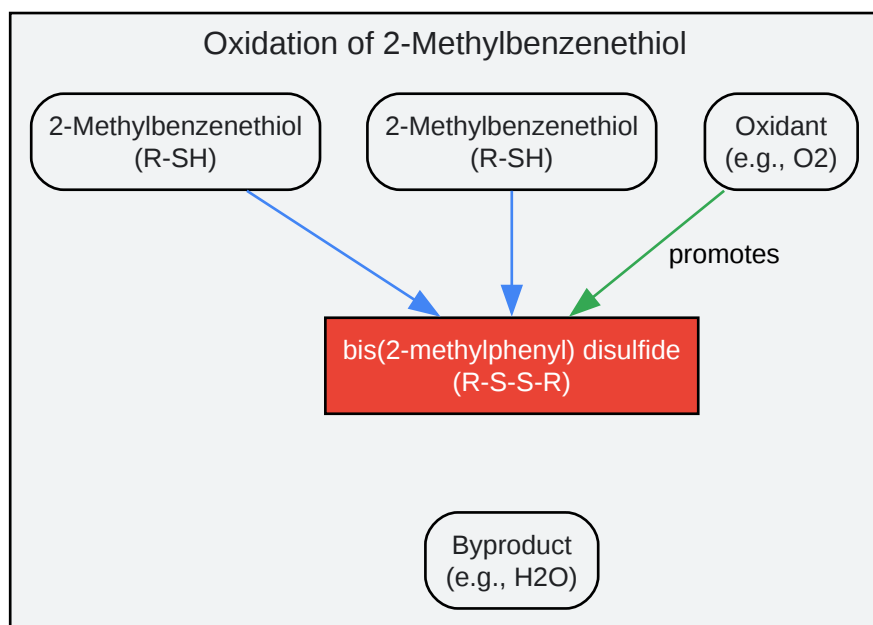 Oxidation of 2-Methylbenzenethiol
2-Methylbenzenethiol
(R-SH)
2-Methylbenzenethiol
(R-SH)
Oxidant
(e.g., O2)
promotes
bis(2-methylphenyl) disulfide
(R-S-S-R)
Byproduct
(e.g., H2O)